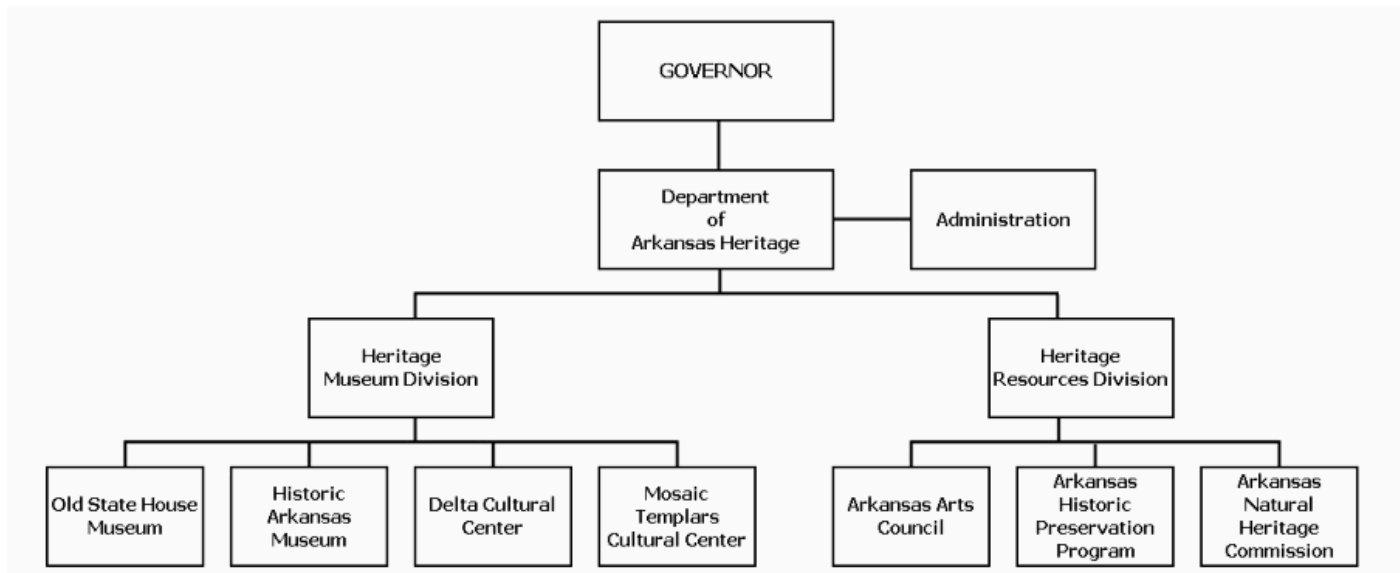 GOVERNOR
Department
of
Arkansas Heritage
Administration
Heritage
Museum Division
Heritage
Resources Division
Old State House
Museum
Historic
Arkansas
Museum
Delta Cultural
Center
Mosaic
Templars
Cultural Center
Arkansas Arts
Council
Arkansas
Historic
Preservation
Program
Arkansas
Natural
Heritage
Commission